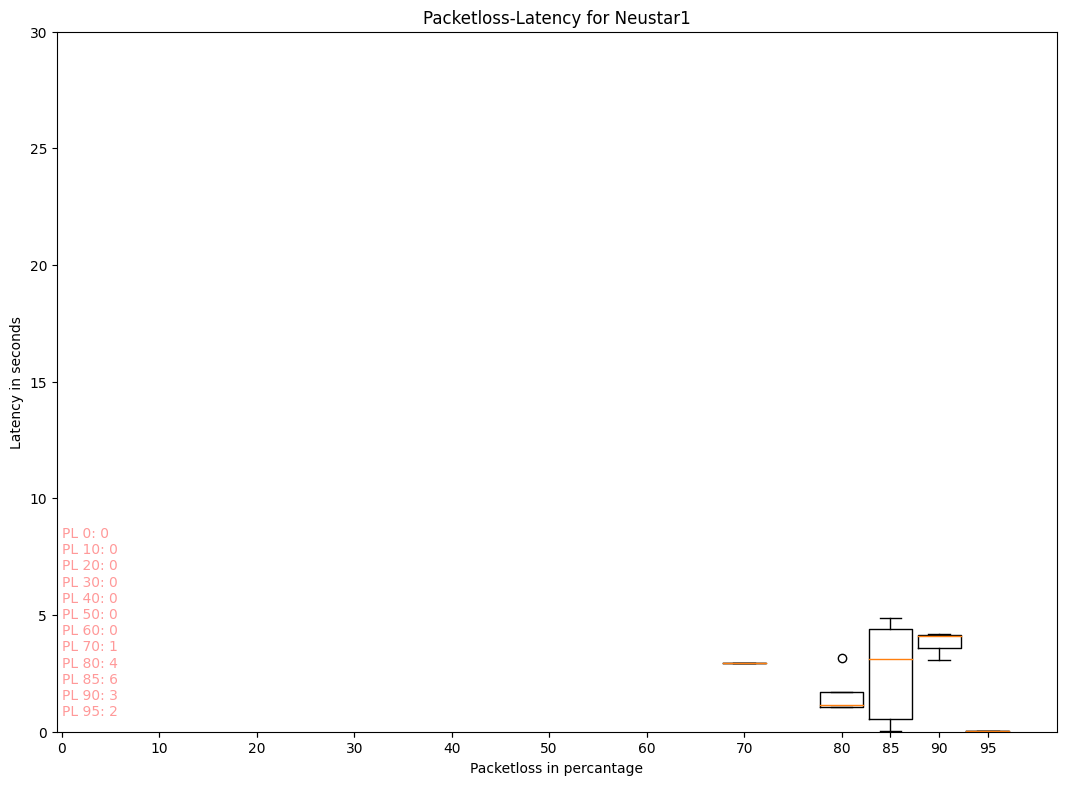 Packetloss-Latency for Neustar1
30
25
20
15
10
5
0
Latency in seconds
PL 0: 0
PL 10: 0
PL 20: 0
PL 30: 0
PL 40: 0
PL 50: 0
PL 60: 0
PL 70: 1
PL 80: 4
PL 85: 6
PL 90: 3
PL 95: 2
0 10 20 30 40 50 60 70 80 85 90 95
Packetloss in percantage